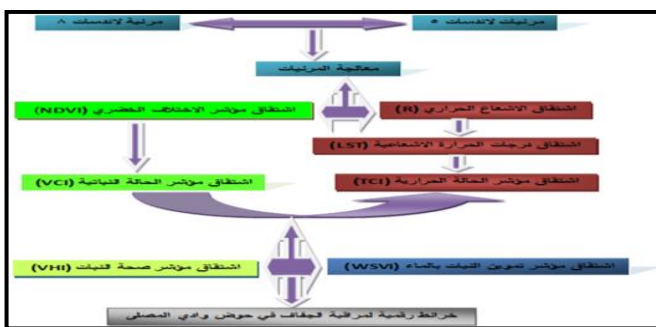 مرئيات لاندسات ٥
مرئية لاندسات ٨
معالجة المرئيات
اشتقاق الاشعاع الحراري (R)
اشتقاق مؤشر الاختلاف الخضري (NDVI)
اشتقاق درجات الحرارة الاشعاعية (LST)
اشتقاق مؤشر الحالة الحرارية (TCI)
اشتقاق مؤشر الحالة النباتية (VCI)
اشتقاق مؤشر تموين النبات بالماء (WSVI)
اشتقاق مؤشر صحة النبات (VHI)
خرائط رقمية لمراقبة الجفاف في حوض وادي المصلى